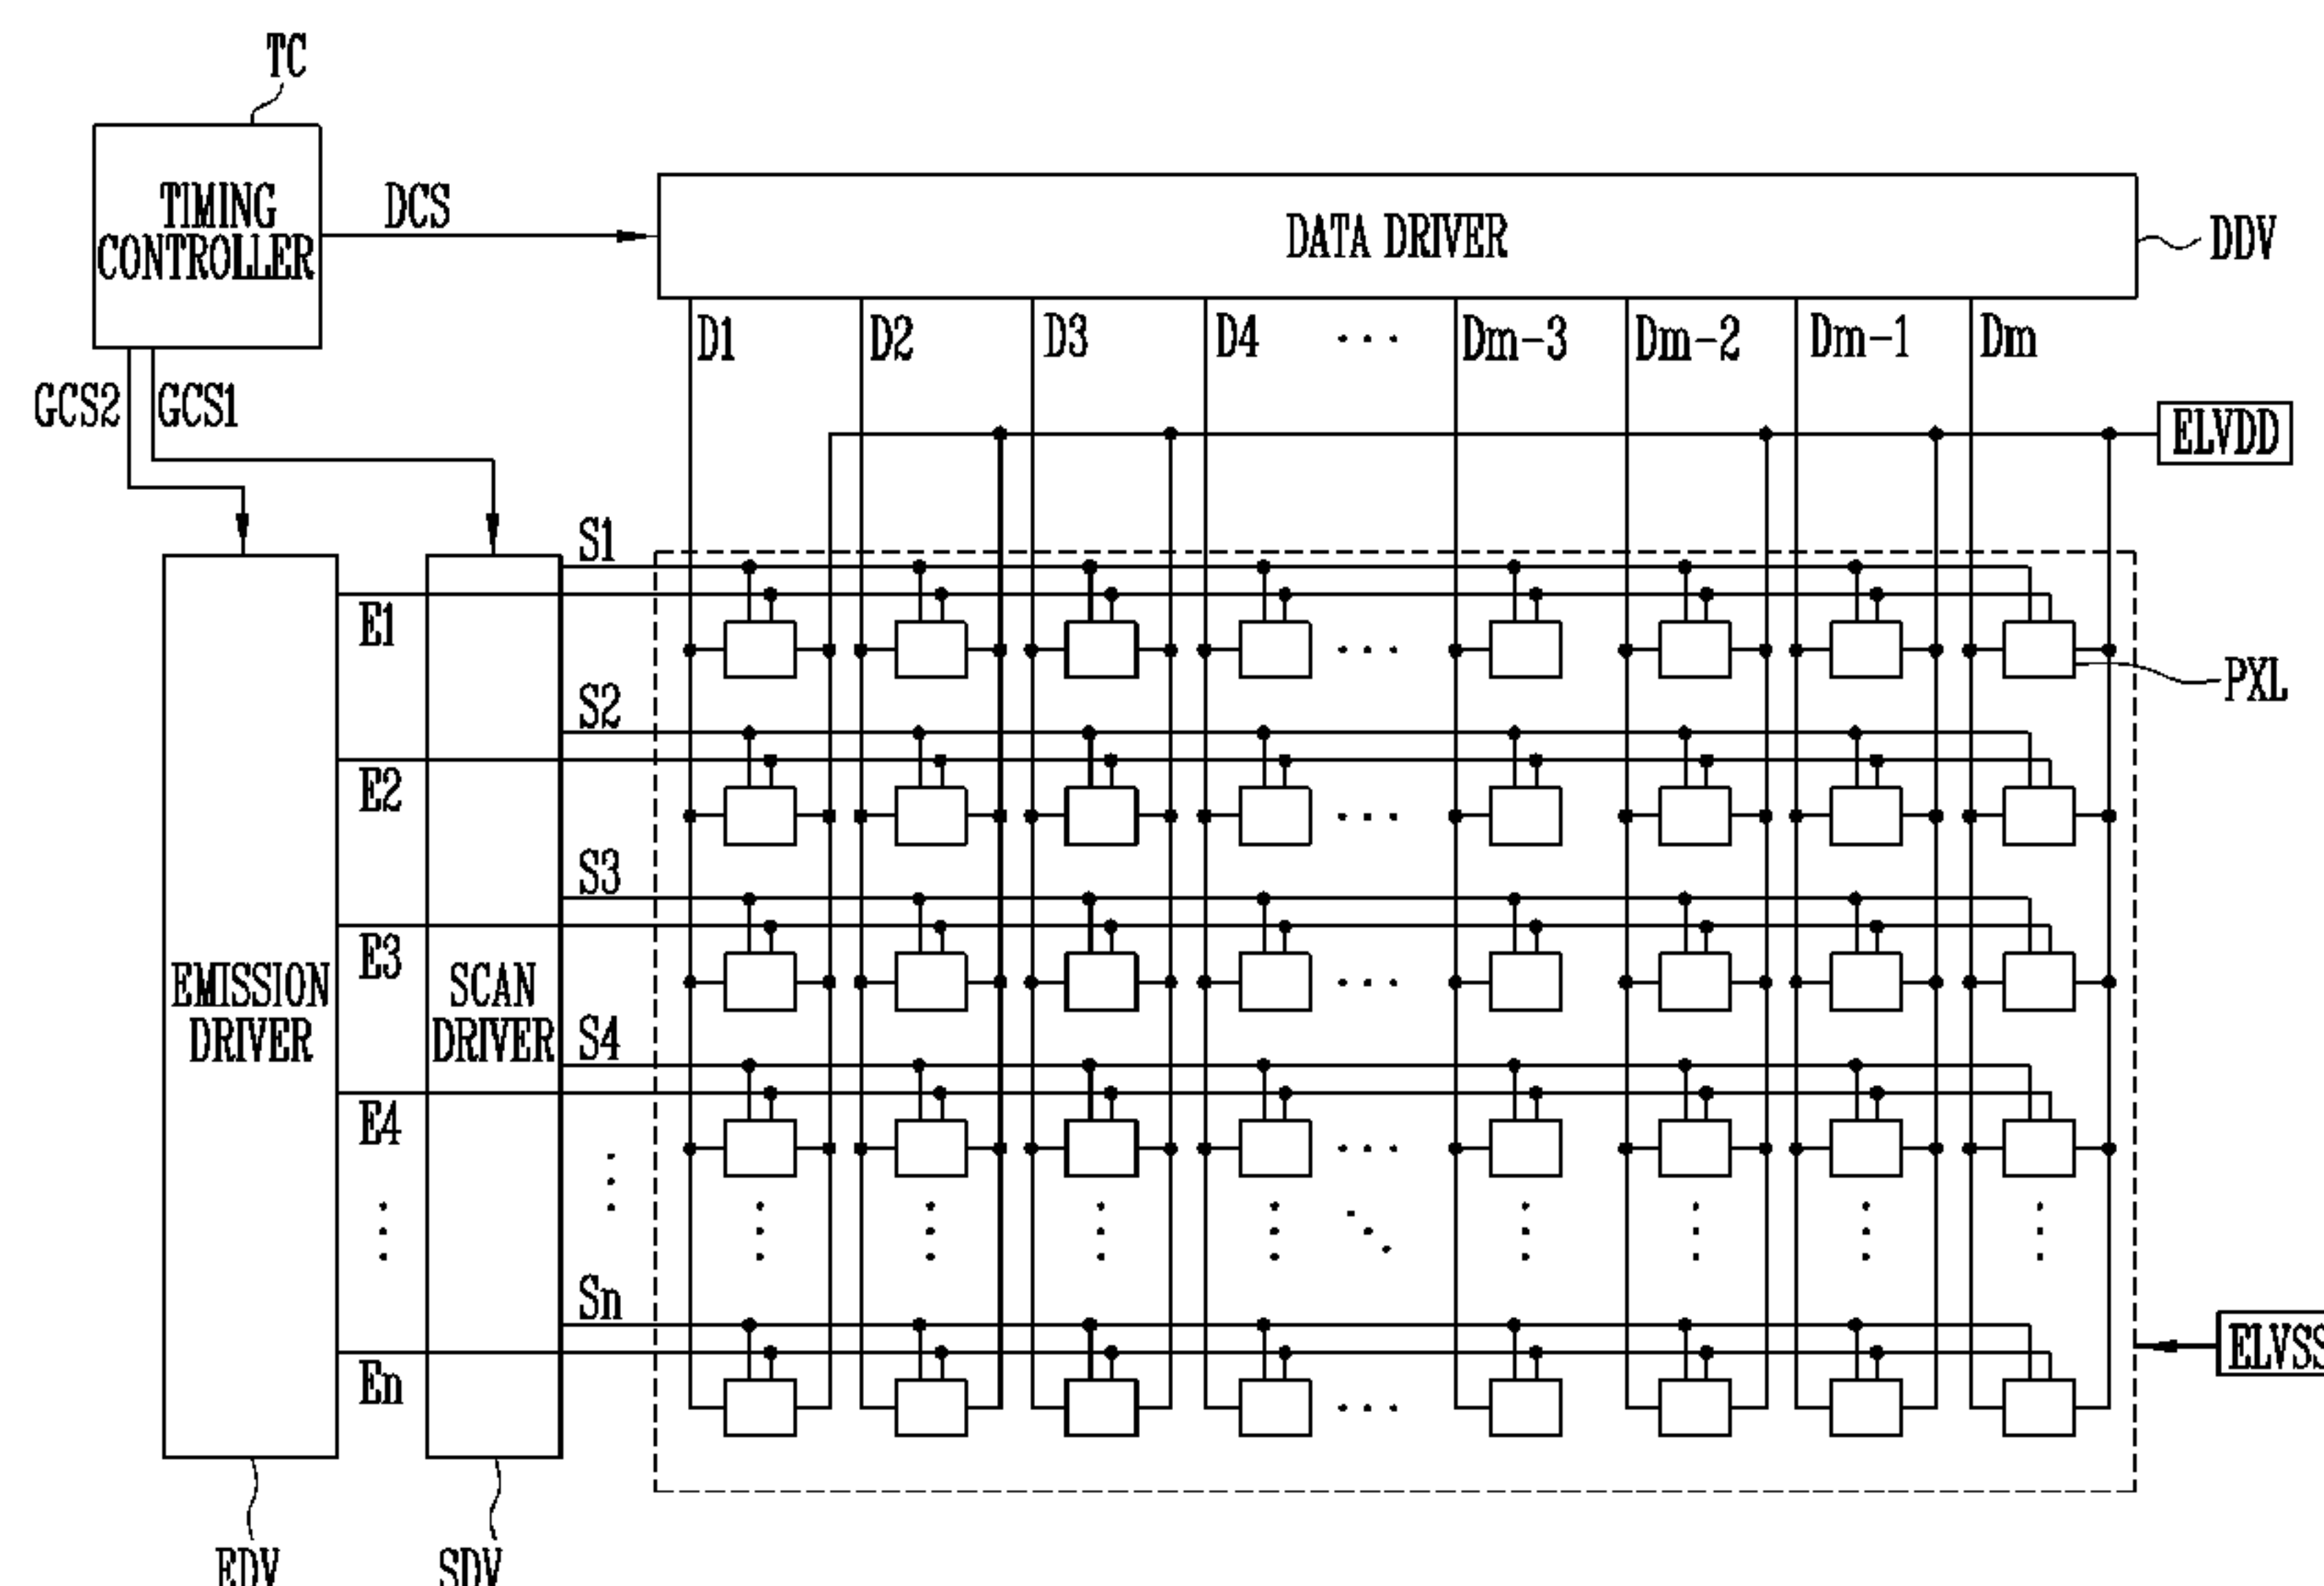 TC
TIMING
CONTROLLER
DCS
DATA DRIVER
DDV
D1 D2 D3 D4 ··· Dm-3 Dm-2 Dm-1 Dm
GCS2 GCS1
ELVDD
S1
E1
PXL
S2
E2
S3
E3
EMISSION
DRIVER
SCAN
DRIVER
S4
E4
Sn
En
ELVSS
EDV
SDV